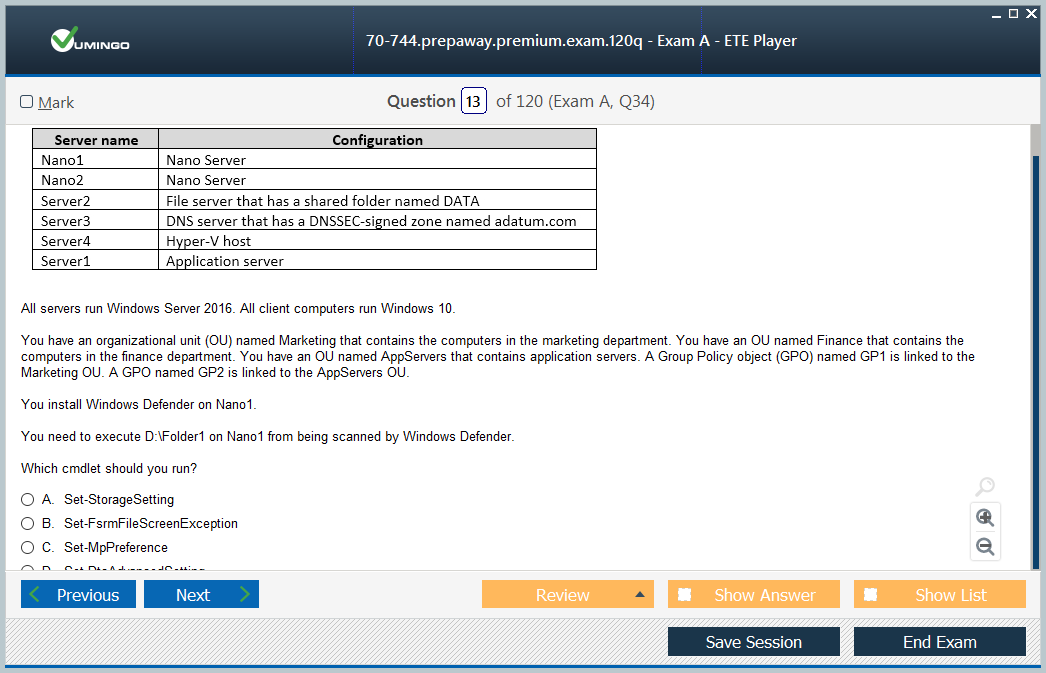 VUMINGO
70-744.prepaway.premium.exam.120q - Exam A - ETE Player
Mark
Question 13 of 120 (Exam A, Q34)
Server name Configuration
Nano1 Nano Server
Nano2 Nano Server
Server2 File server that has a shared folder named DATA
Server3 DNS server that has a DNSSEC-signed zone named adatum.com
Server4 Hyper-V host
Server1 Application server
All servers run Windows Server 2016. All client computers run Windows 10.
You have an organizational unit (OU) named Marketing that contains the computers in the marketing department. You have an OU named Finance that contains the
computers in the finance department. You have an OU named AppServers that contains application servers. A Group Policy object (GPO) named GP1 is linked to the
Marketing OU. A GPO named GP2 is linked to the AppServers OU.
You install Windows Defender on Nano1.
You need to execute D:\Folder1 on Nano1 from being scanned by Windows Defender.
Which cmdlet should you run?
A. Set-StorageSetting
B. Set-FsrmFileScreenException
C. Set-MpPreference
D. Set-DtcAdvancedSetting
Previous Next Review Show Answer Show List
Save Session End Exam